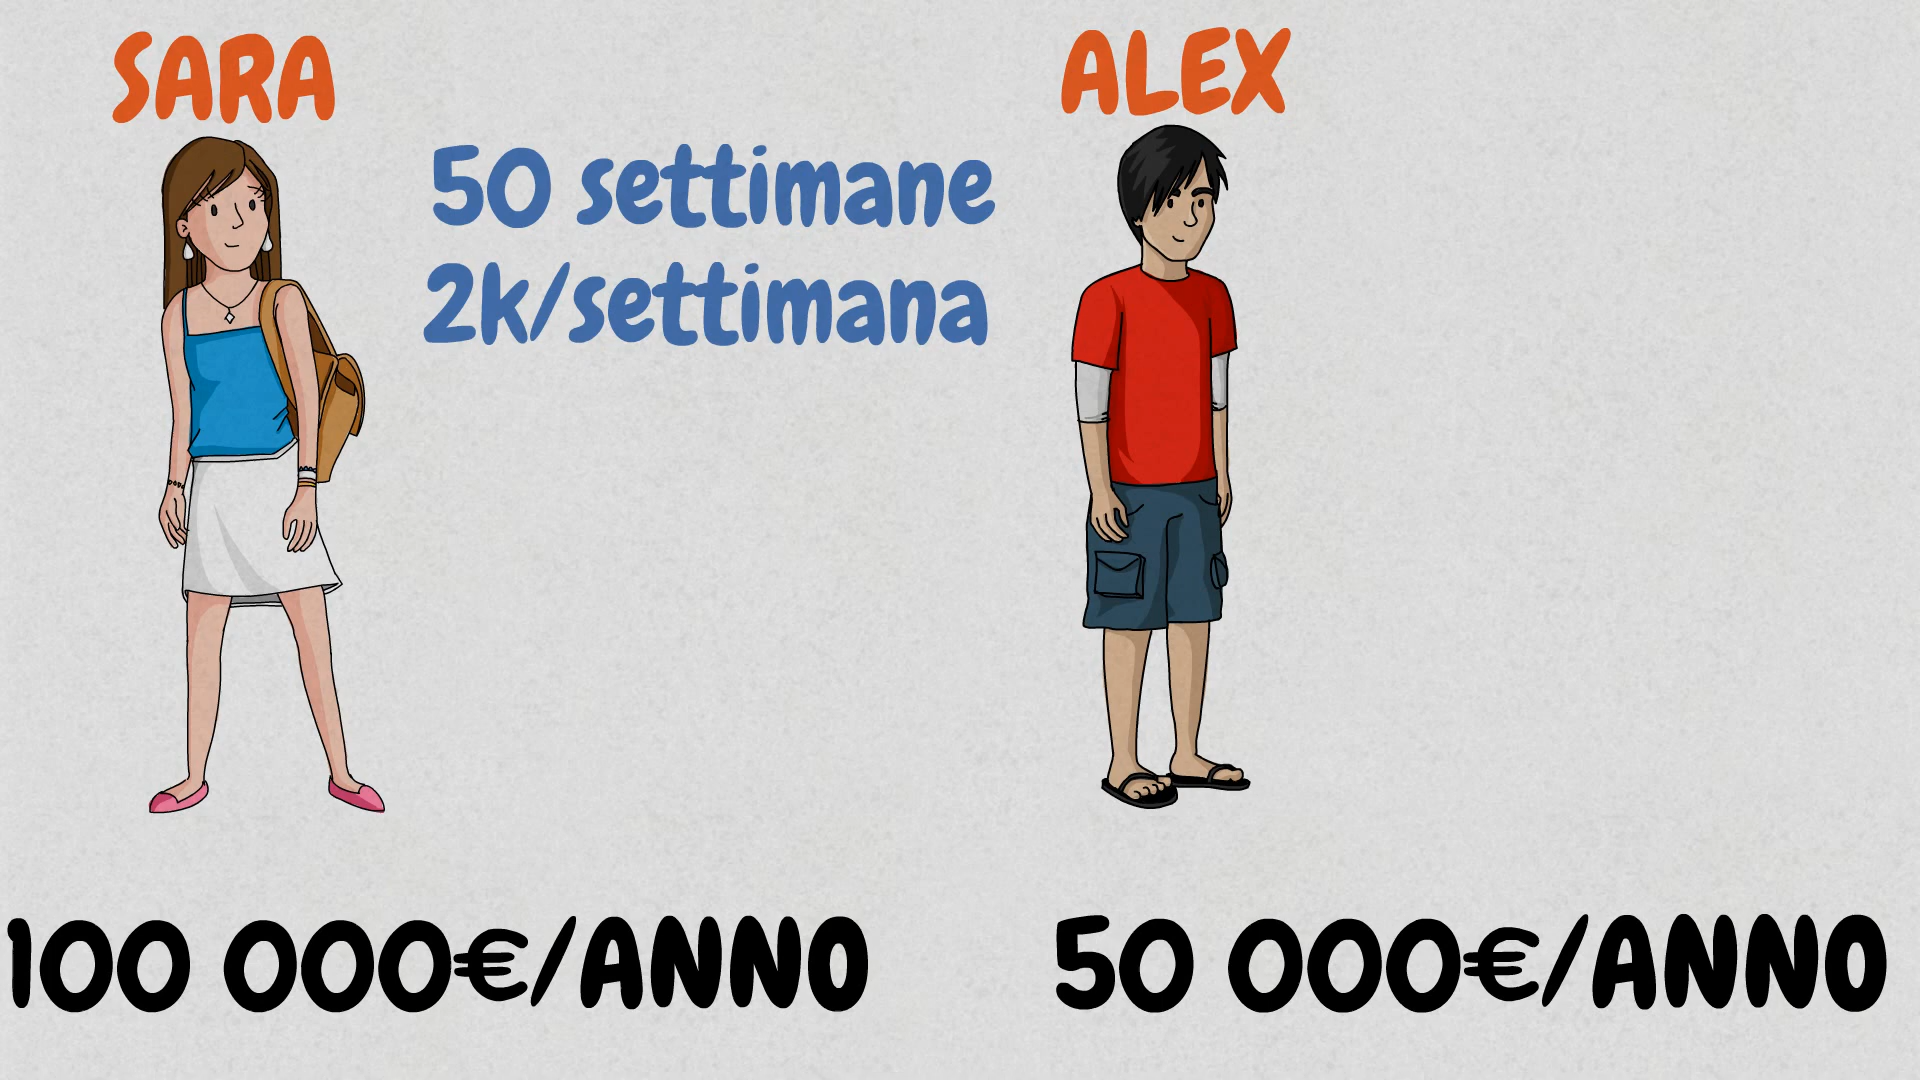 SARA
ALEX
50 settimane
2k/settimana
100 000€/ANNO
50 000€/ANNO